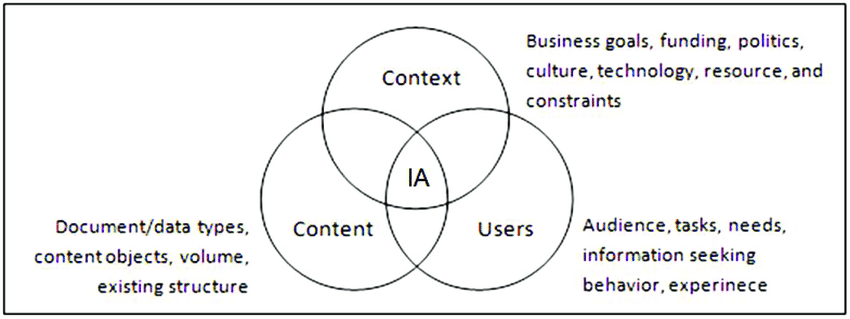 Business goals, funding, politics,
culture, technology, resource, and
constraints
Context
IA
Content
Users
Document/data types,
content objects, volume,
existing structure
Audience, tasks, needs,
information seeking
behavior, experinece